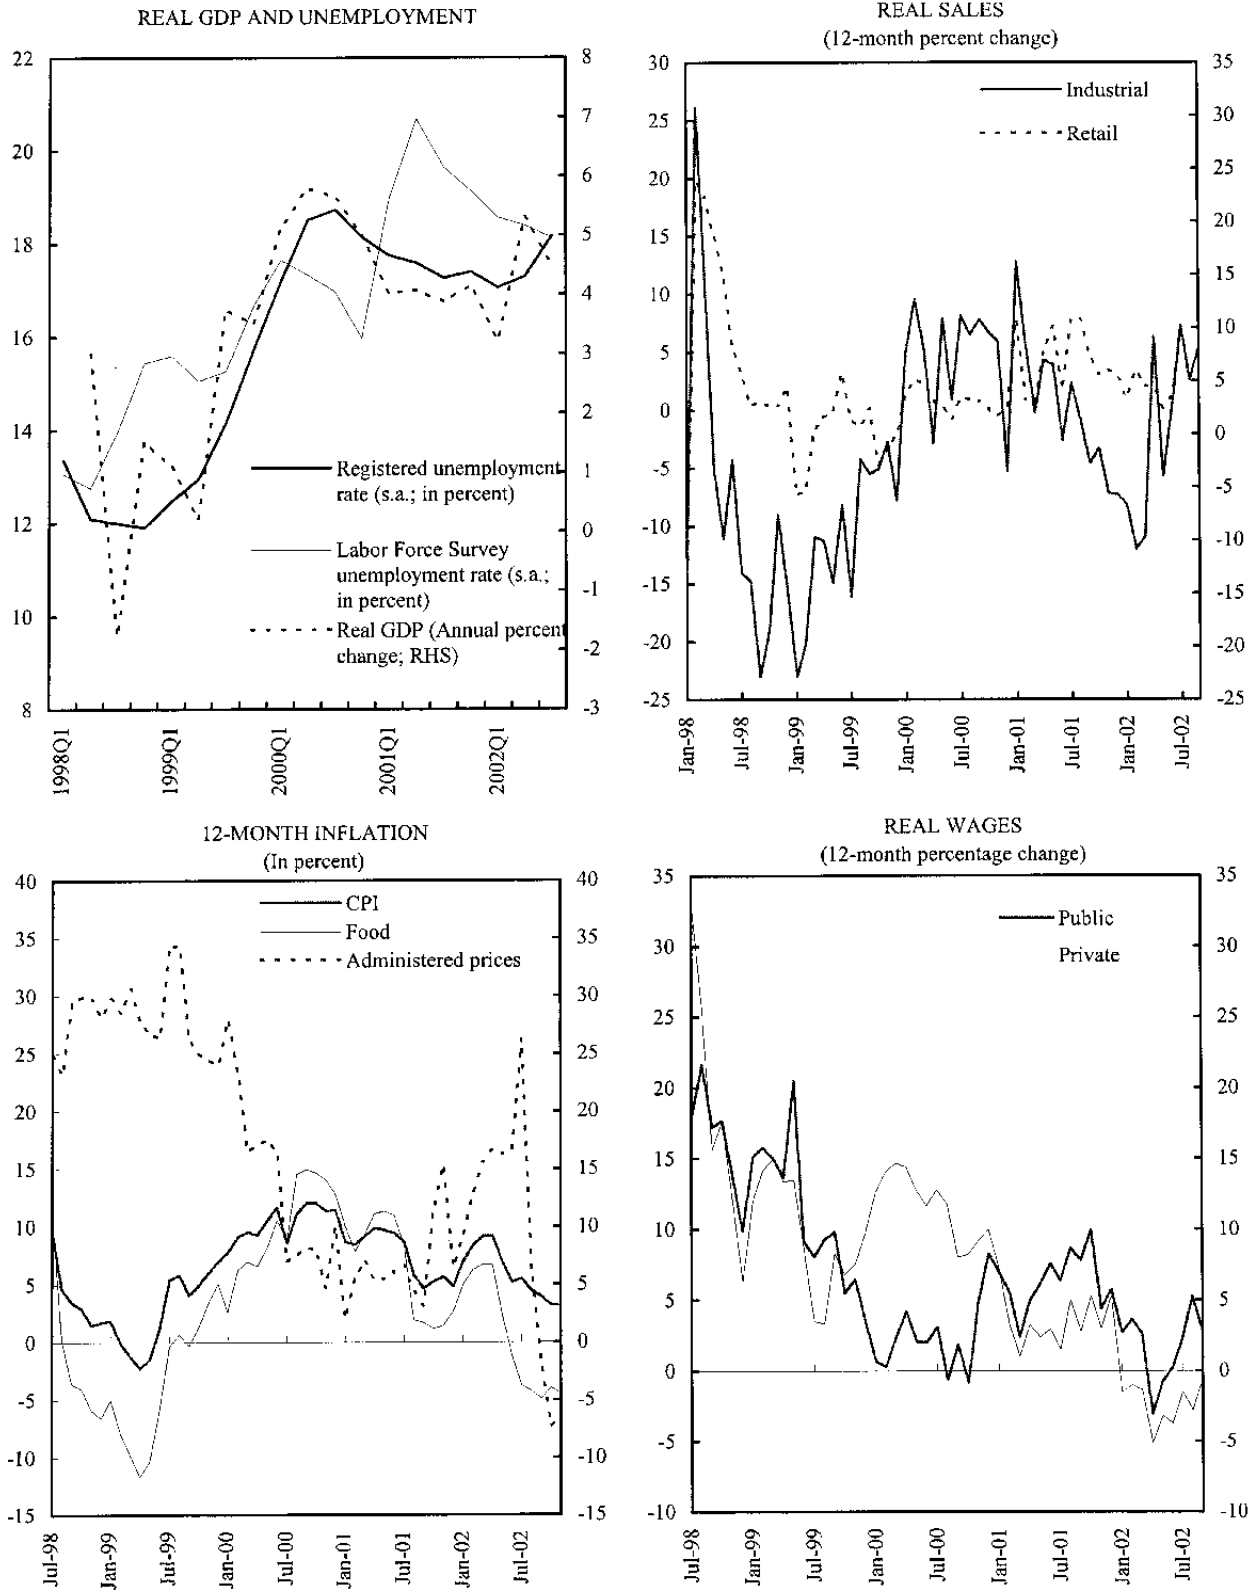 REAL GDP AND UNEMPLOYMENT
22
20
18
16
14
12
10
8
8
7
6
5
4
3
2
1
0
-1
-2
-3
Registered unemployment
rate (s.a.; in percent)
Labor Force Survey
unemployment rate (s.a.;
in percent)
Real GDP (Annual percent
change; RHS)
1998Q1
1999Q1
2000Q1
2001Q1
2002Q1
REAL SALES
(12-month percent change)
30
25
20
15
10
5
0
-5
-10
-15
-20
-25
35
30
25
20
15
10
5
0
-5
-10
-15
-20
-25
Industrial
Retail
Jan-98
Jul-98
Jan-99
Jul-99
Jan-00
Jul-00
Jan-01
Jul-01
Jan-02
Jul-02
12-MONTH INFLATION
(In percent)
40
35
30
25
20
15
10
5
0
-5
-10
-15
40
35
30
25
20
15
10
5
0
-5
-10
-15
CPI
Food
Administered prices
Jul-98
Jan-99
Jul-99
Jan-00
Jul-00
Jan-01
Jul-01
Jan-02
Jul-02
REAL WAGES
(12-month percentage change)
35
30
25
20
15
10
5
0
-5
-10
35
30
25
20
15
10
5
0
-5
-10
Public
Private
Jul-98
Jan-99
Jul-99
Jan-00
Jul-00
Jan-01
Jul-01
Jan-02
Jul-02